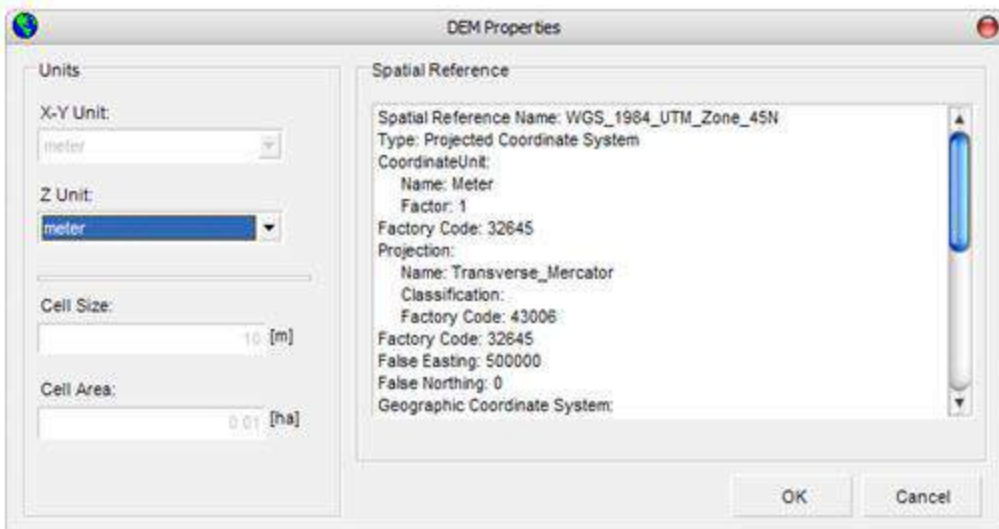 DEM Properties
Units
X-Y Unit:
meter
Z Unit:
meter
Cell Size:
10 [m]
Cell Area:
0.01 [ha]
Spatial Reference
Spatial Reference Name: WGS_1984_UTM_Zone_45N
Type: Projected Coordinate System
CoordinateUnit:
Name: Meter
Factor: 1
Factory Code: 32645
Projection:
Name: Transverse_Mercator
Classification:
Factory Code: 43006
Factory Code: 32645
False Easting: 500000
False Northing: 0
Geographic Coordinate System:
OK
Cancel